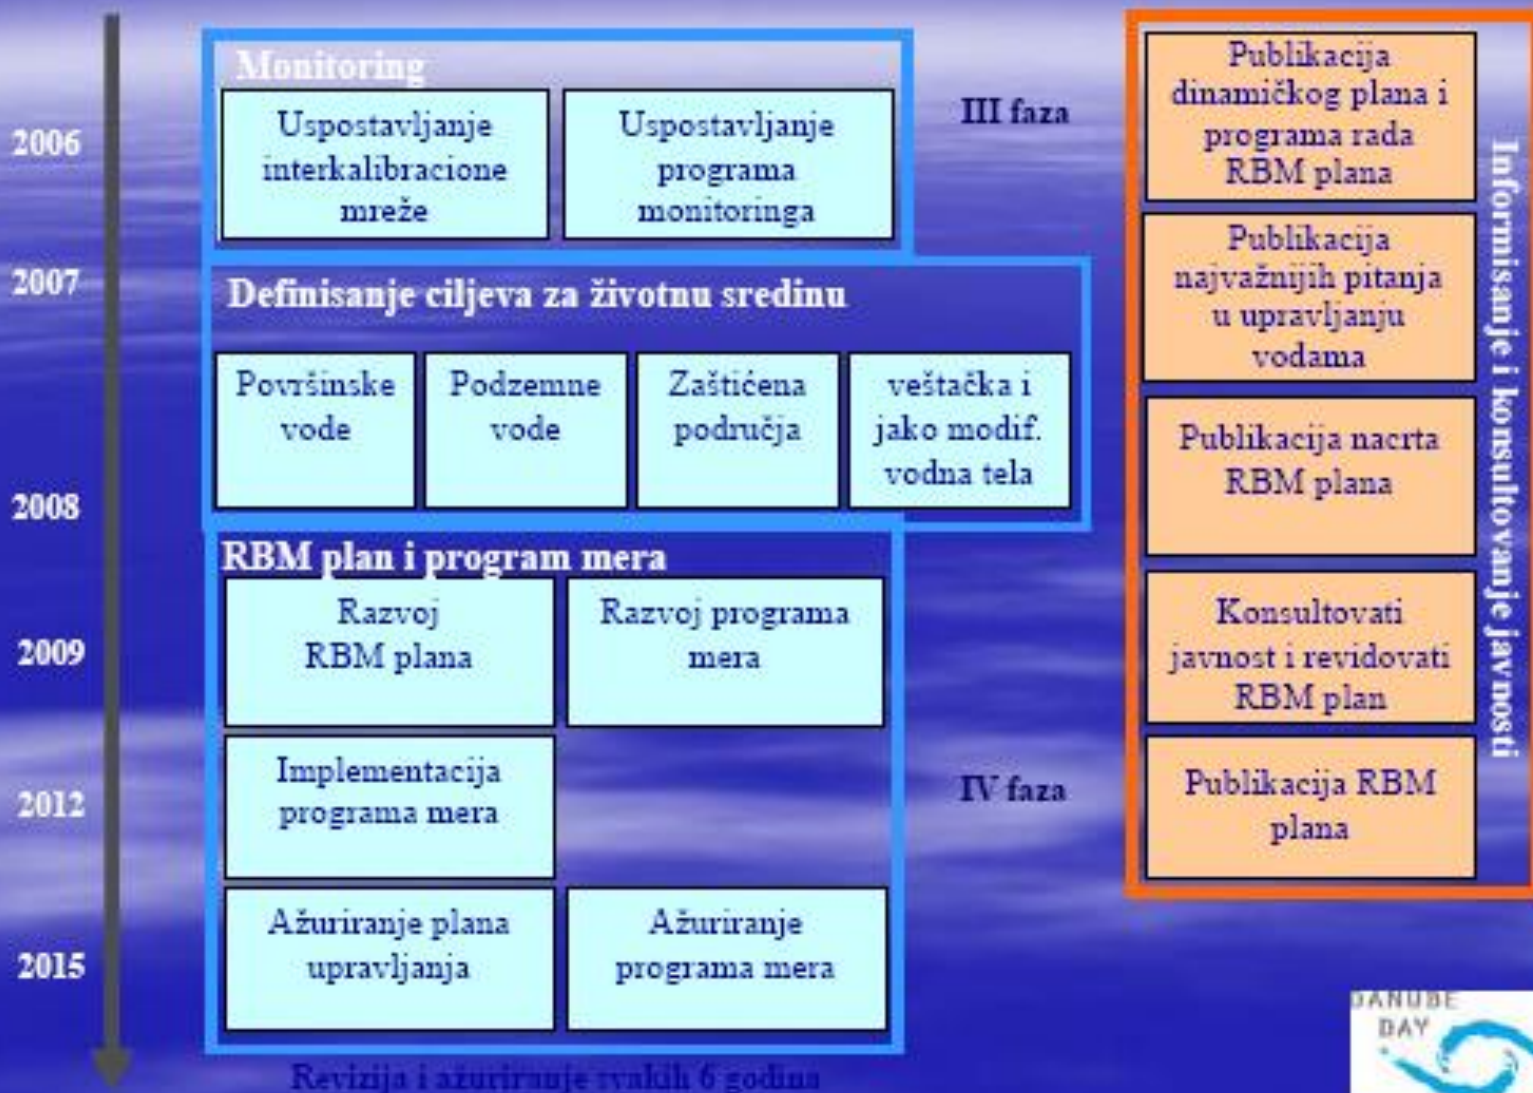 2006
2007
2008
2009
2012
2015
Monitoring
Uspostavljanje
interkalibracione
mreže
Uspostavljanje
programa
monitoringa
III faza
Definisanje ciljeva za životnu sredinu
Površinske
vode
Podzemne
vode
Zaštićena
područja
veštačka i
jako modif.
vodna tela
RBM plan i program mera
Razvoj
RBM plana
Razvoj programa
mera
Implementacija
programa mera
IV faza
Ažuriranje plana
upravljanja
Ažuriranje
programa mera
Revizija i ažuriranje svakih 6 godina
Publikacija
dinamičkog plana i
programa rada
RBM plana
Publikacija
najvažnijih pitanja
u upravljanju
vodama
Publikacija nacrta
RBM plana
Konsultovati
javnost i revidovati
RBM plan
Publikacija RBM
plana
Informisanje i konsultovanje javnosti
DANUBE
DAY